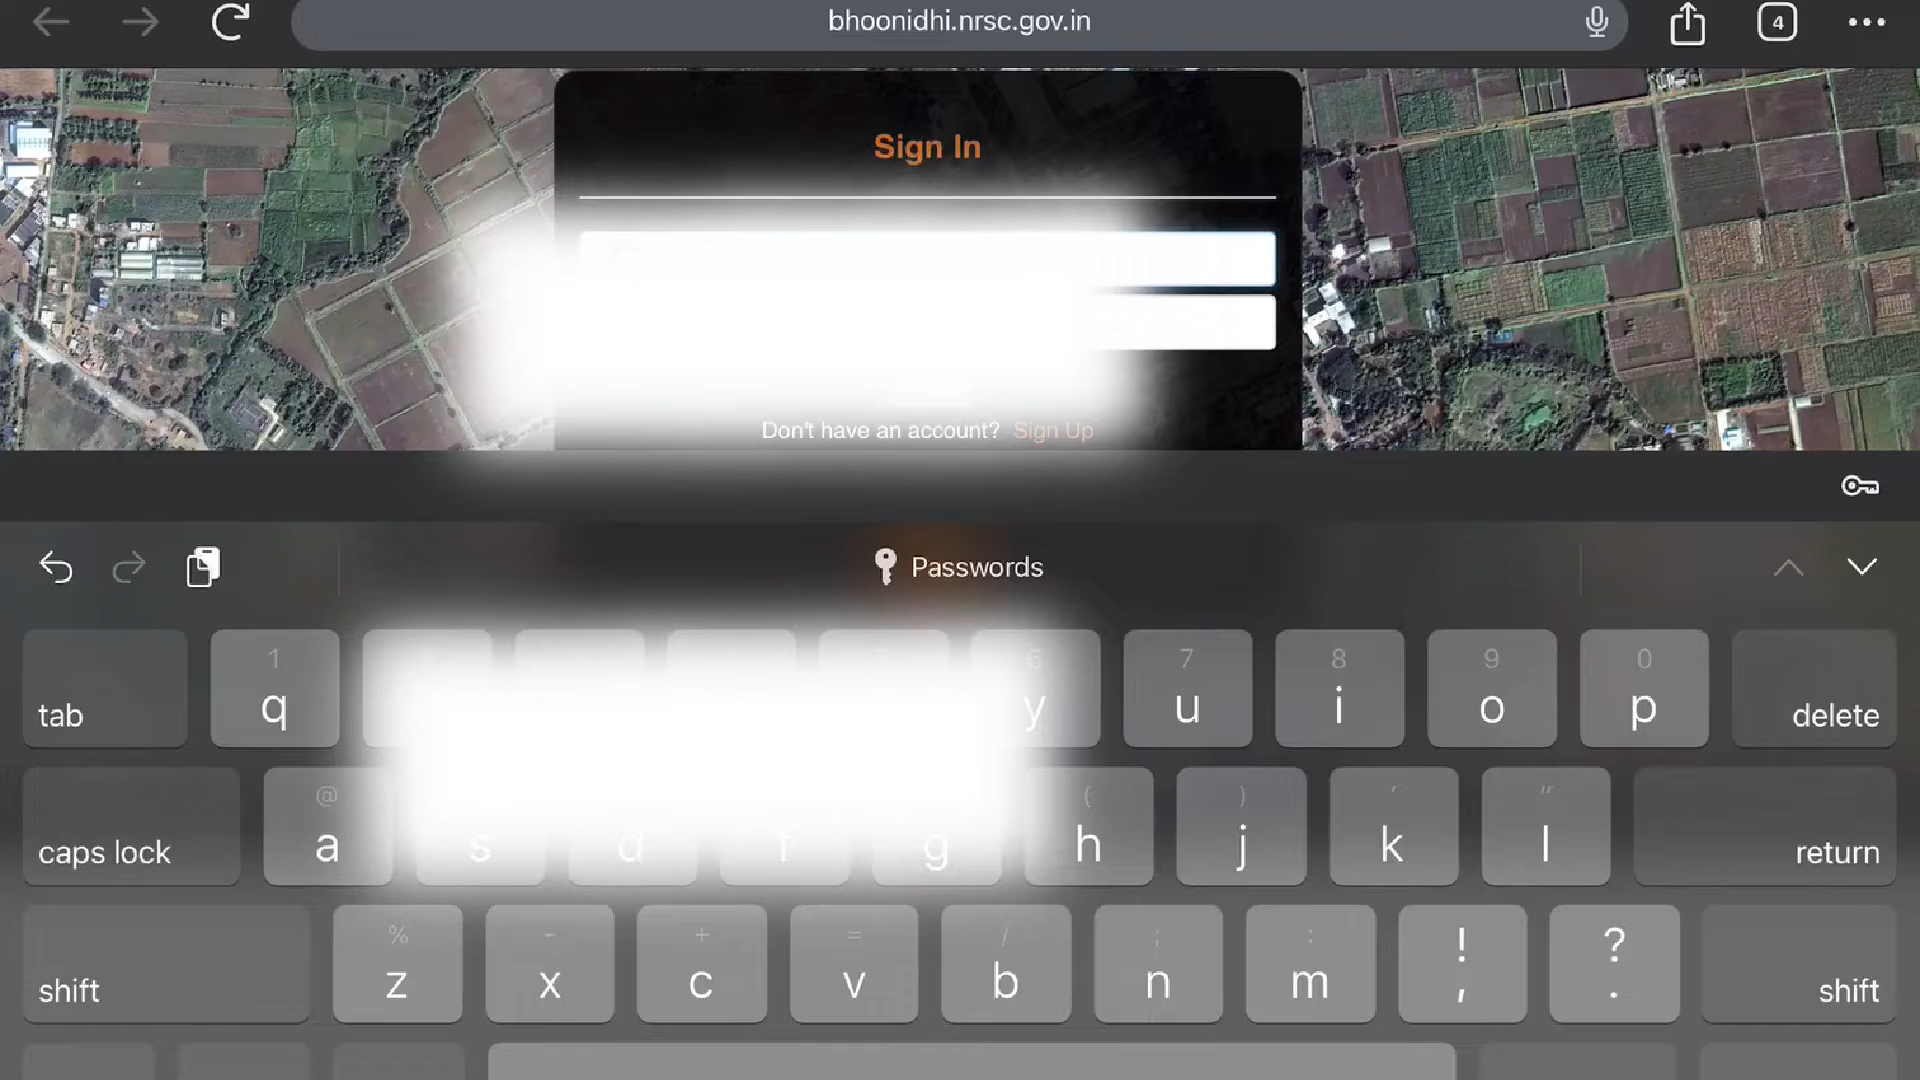 bhoonidhi.nrsc.gov.in
4
Sign In
Don't have an account? Sign Up
Passwords
1 6 7 8 9 0
tab q y u i o p delete
@ ( ) ' "
caps lock a s d f g h j k l return
% - + = / ; : ! ?
shift z x c v b n m , . shift